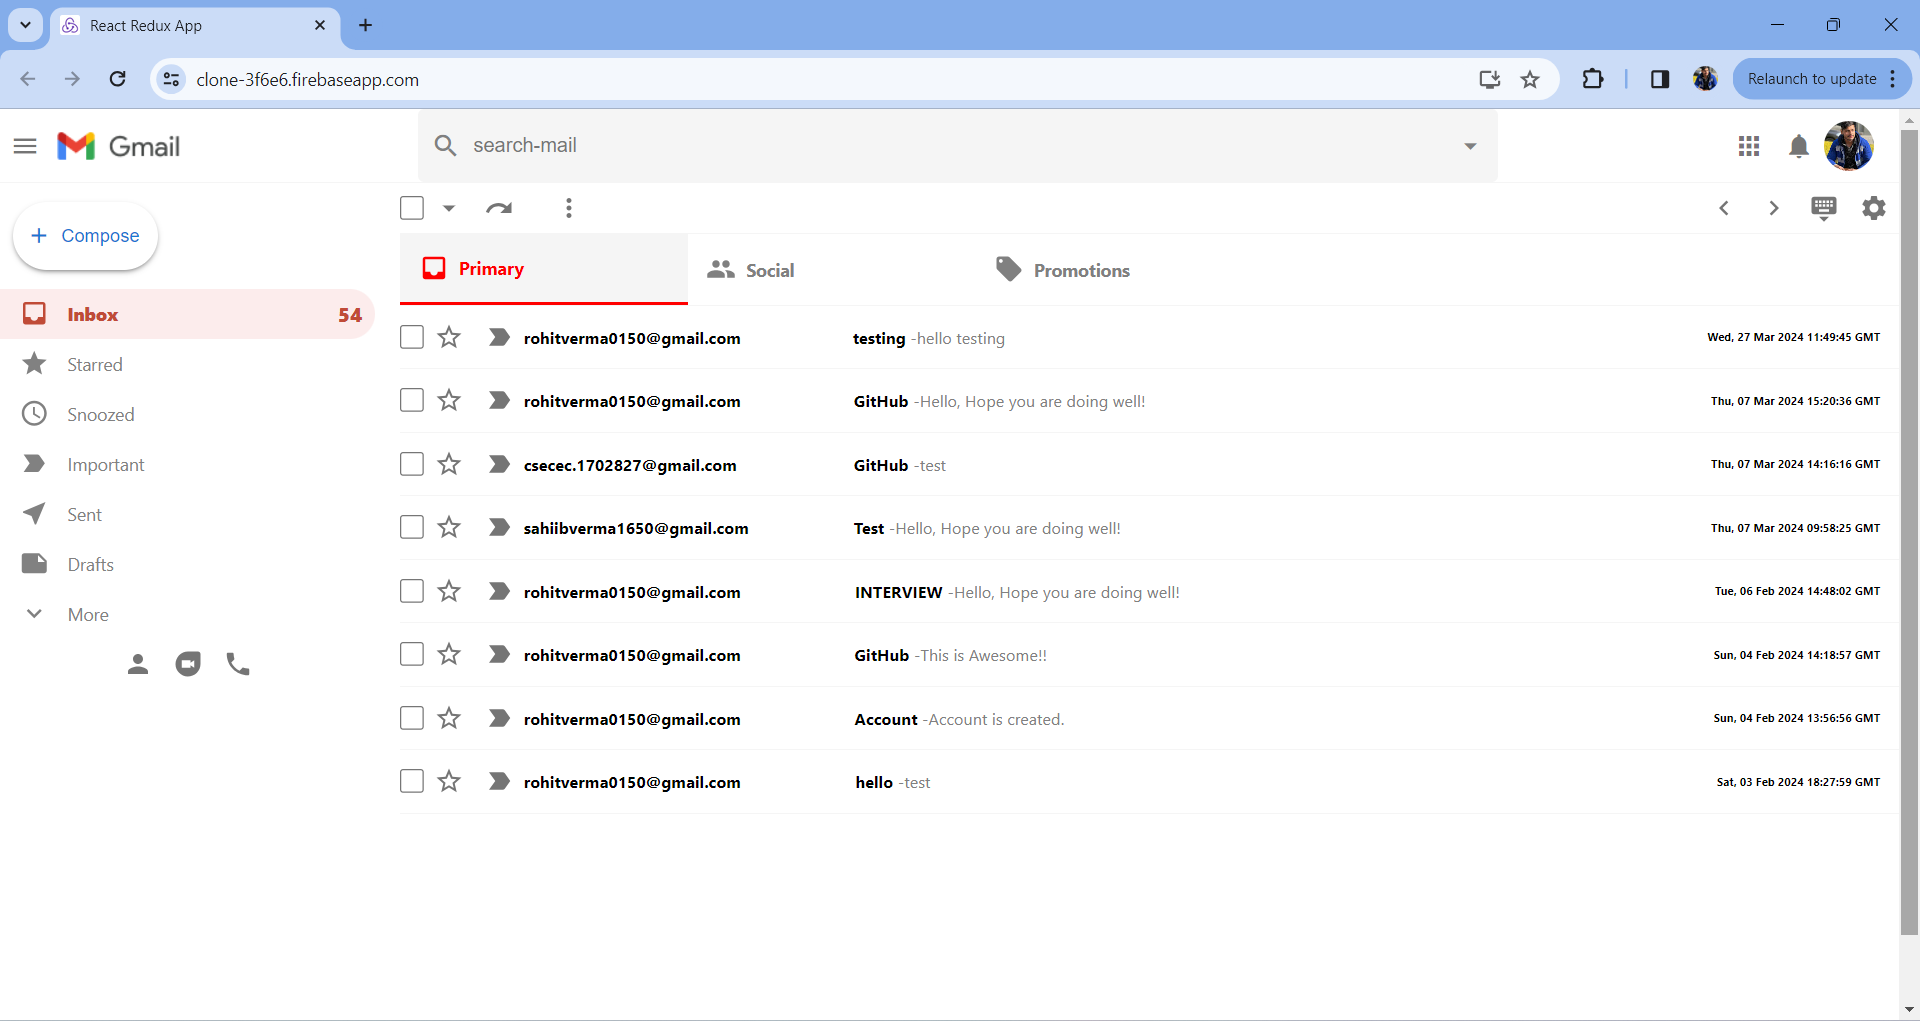 React Redux App
clone-3f6e6.firebaseapp.com
Relaunch to update
Gmail
search-mail
Compose
Inbox 54
Starred
Snoozed
Important
Sent
Drafts
More
Primary Social Promotions
rohitverma0150@gmail.com testing -hello testing Wed, 27 Mar 2024 11:49:45 GMT
rohitverma0150@gmail.com GitHub -Hello, Hope you are doing well! Thu, 07 Mar 2024 15:20:36 GMT
csecec.1702827@gmail.com GitHub -test Thu, 07 Mar 2024 14:16:16 GMT
sahiibverma1650@gmail.com Test -Hello, Hope you are doing well! Thu, 07 Mar 2024 09:58:25 GMT
rohitverma0150@gmail.com INTERVIEW -Hello, Hope you are doing well! Tue, 06 Feb 2024 14:48:02 GMT
rohitverma0150@gmail.com GitHub -This is Awesome!! Sun, 04 Feb 2024 14:18:57 GMT
rohitverma0150@gmail.com Account -Account is created. Sun, 04 Feb 2024 13:56:56 GMT
rohitverma0150@gmail.com hello -test Sat, 03 Feb 2024 18:27:59 GMT